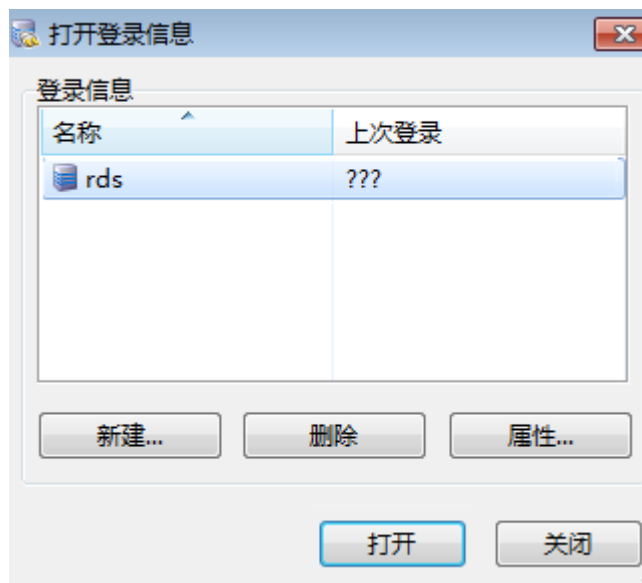 打开登录信息
登录信息
名称 上次登录
rds ???
新建... 删除 属性...
打开 关闭